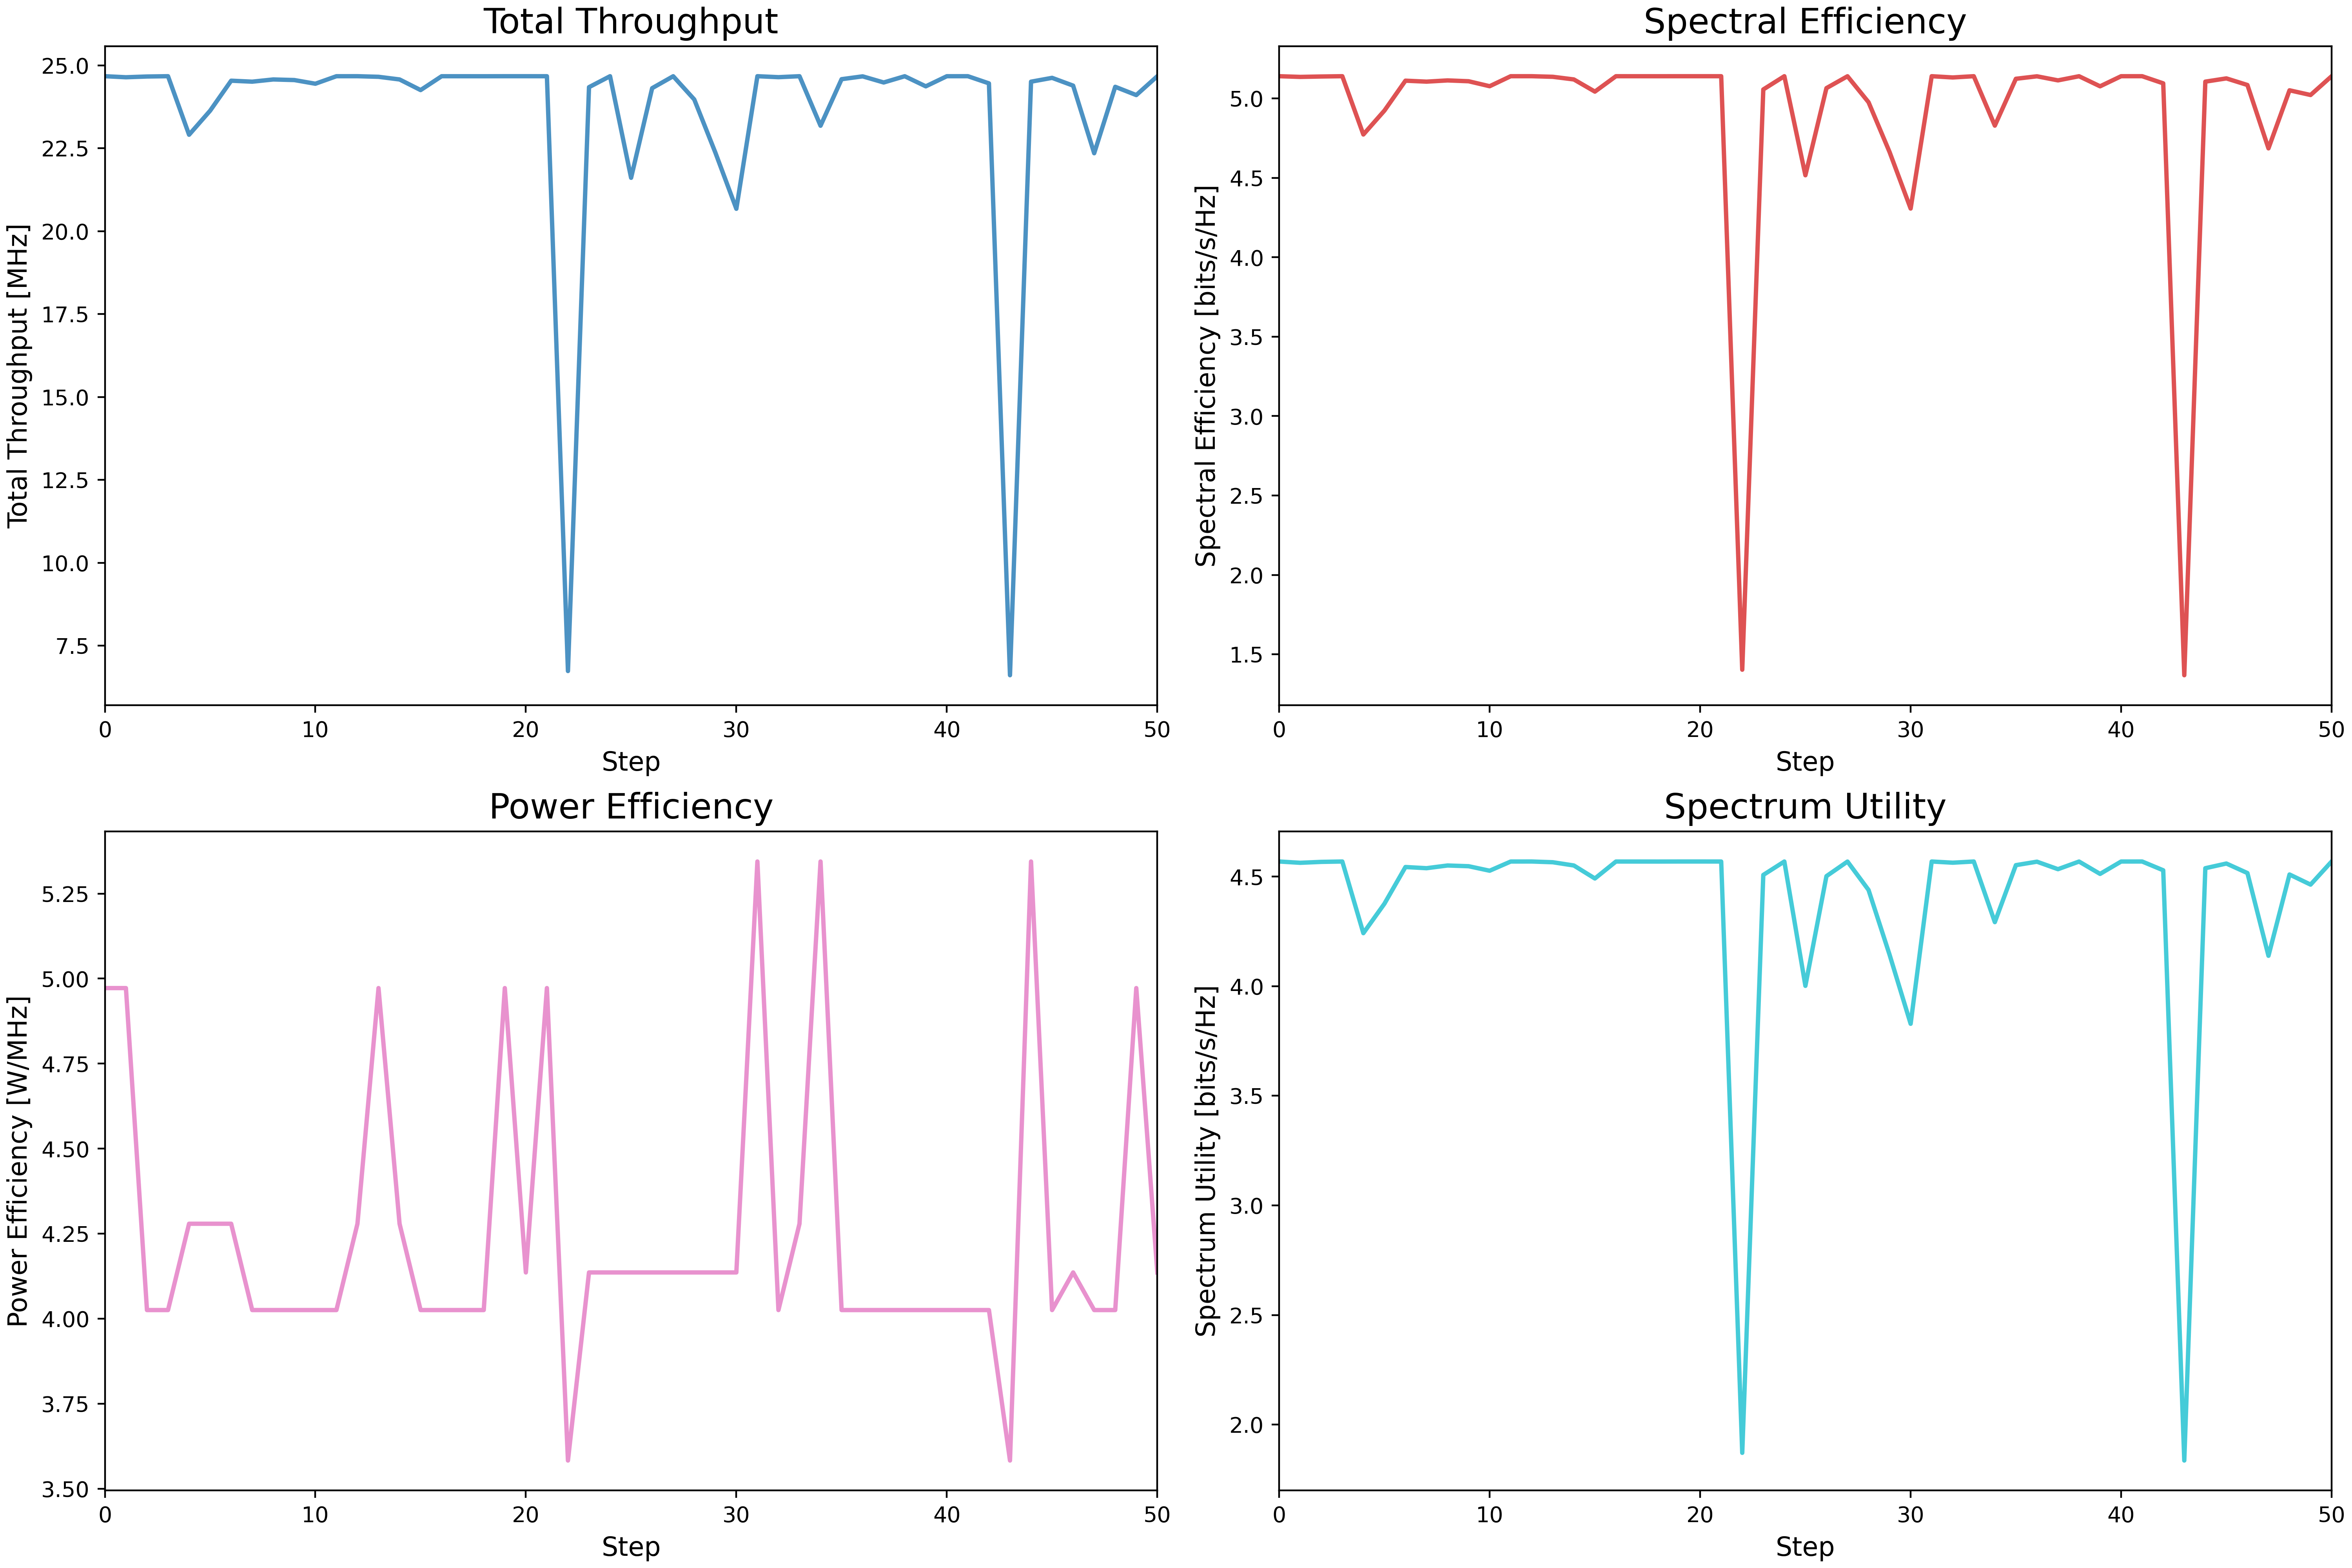 Total Throughput
Total Throughput [MHz]
25.0
22.5
20.0
17.5
15.0
12.5
10.0
7.5
0 10 20 30 40 50
Step
Spectral Efficiency
Spectral Efficiency [bits/s/Hz]
5.0
4.5
4.0
3.5
3.0
2.5
2.0
1.5
0 10 20 30 40 50
Step
Power Efficiency
Power Efficiency [W/MHz]
5.25
5.00
4.75
4.50
4.25
4.00
3.75
3.50
0 10 20 30 40 50
Step
Spectrum Utility
Spectrum Utility [bits/s/Hz]
4.5
4.0
3.5
3.0
2.5
2.0
0 10 20 30 40 50
Step